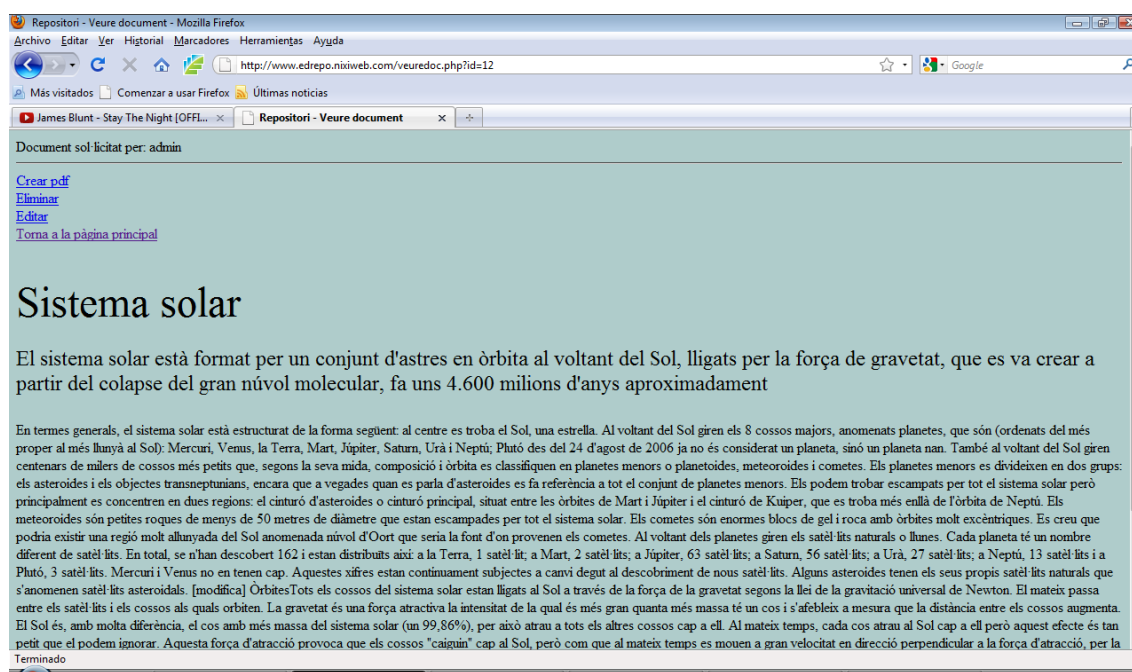 Repositori - Veure document - Mozilla Firefox
Archivo Editar Ver Historial Marcadores Herramientas Ayuda
http://www.edrepo.nixiweb.com/veuredoc.php?id=12 Google
Más visitados Comenzar a usar Firefox Últimas noticias
James Blunt - Stay The Night [OFFI... Repositori - Veure document
Document sol·licitat per: admin
Crear pdf
Eliminar
Editar
Torna a la pàgina principal
Sistema solar
El sistema solar està format per un conjunt d'astres en òrbita al voltant del Sol, lligats per la força de gravetat, que es va crear a
partir del colapse del gran núvol molecular, fa uns 4.600 milions d'anys aproximadament
En termes generals, el sistema solar està estructurat de la forma següent: al centre es troba el Sol, una estrella. Al voltant del Sol giren els 8 cossos majors, anomenats planetes, que són (ordenats del més
proper al més llunyà al Sol): Mercuri, Venus, la Terra, Mart, Júpiter, Saturn, Urà i Neptú; Plutó des del 24 d'agost de 2006 ja no és considerat un planeta, sinó un planeta nan. També al voltant del Sol giren
centenars de milers de cossos més petits que, segons la seva mida, composició i òrbita es classifiquen en planetes menors o planetoides, meteoroides i cometes. Els planetes menors es divideixen en dos grups:
els asteroides i els objectes transneptunians, encara que a vegades quan es parla d'asteroides es fa referència a tot el conjunt de planetes menors. Els podem trobar escampats per tot el sistema solar però
principalment es concentren en dues regions: el cinturó d'asteroides o cinturó principal, situat entre les òrbites de Mart i Júpiter i el cinturó de Kuiper, que es troba més enllà de l'òrbita de Neptú. Els
meteoroides són petites roques de menys de 50 metres de diàmetre que estan escampades per tot el sistema solar. Els cometes són enormes blocs de gel i roca amb òrbites molt excèntriques. Es creu que
podria existir una regió molt allunyada del Sol anomenada núvol d'Oort que seria la font d'on provenen els cometes. Al voltant dels planetes giren els satèl·lits naturals o llunes. Cada planeta té un nombre
diferent de satèl·lits. En total, se n'han descobert 162 i estan distribuïts així: a la Terra, 1 satèl·lit; a Mart, 2 satèl·lits; a Júpiter, 63 satèl·lits; a Saturn, 56 satèl·lits; a Urà, 27 satèl·lits; a Neptú, 13 satèl·lits i a
Plutó, 3 satèl·lits. Mercuri i Venus no en tenen cap. Aquestes xifres estan contínuament subjectes a canvi degut al descobriment de nous satèl·lits. Alguns asteroides tenen els seus propis satèl·lits naturals que
s'anomenen satèl·lits asteroidals. [modifica] ÒrbitesTots els cossos del sistema solar estan lligats al Sol a través de la força de la gravetat segons la llei de la gravitació universal de Newton. El mateix passa
entre els satèl·lits i els cossos als quals orbiten. La gravetat és una força atractiva la intensitat de la qual és més gran quanta més massa té un cos i s'afebleix a mesura que la distància entre els cossos augmenta.
El Sol és, amb molta diferència, el cos amb més massa del sistema solar (un 99,86%), per això atrau a tots els altres cossos cap a ell. Al mateix temps, cada cos atrau al Sol cap a ell però aquest efecte és tan
petit que el podem ignorar. Aquesta força d'atracció provoca que els cossos "caiguin" cap al Sol, però com que al mateix temps es mouen a gran velocitat en direcció perpendicular a la força d'atracció, per la
Terminado